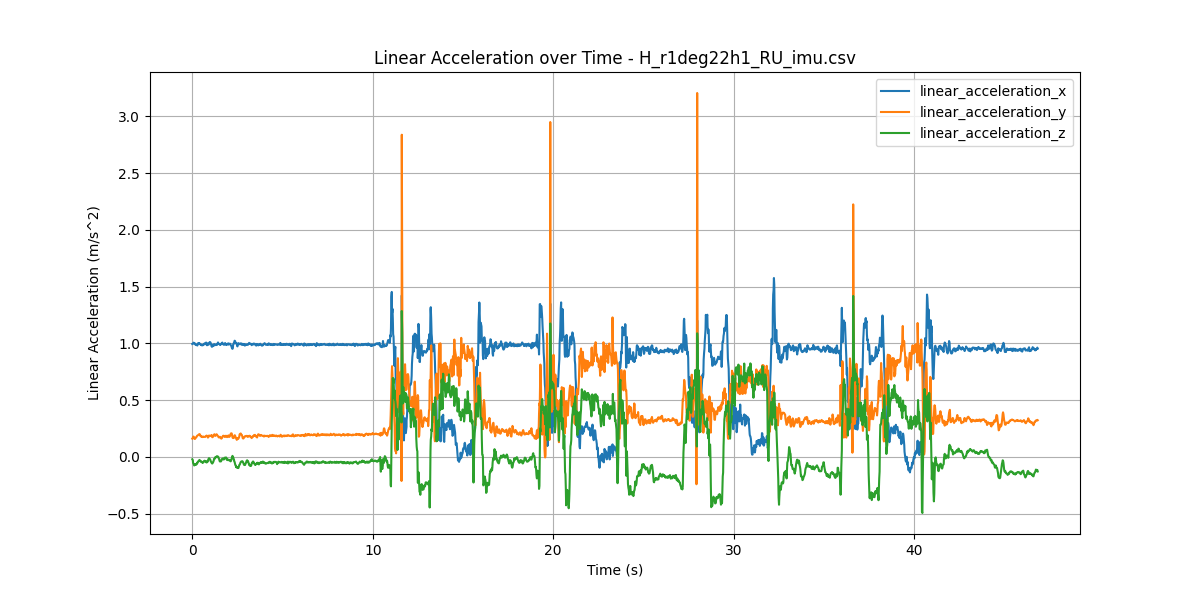 Linear Acceleration over Time - H_r1deg22h1_RU_imu.csv
linear_acceleration_x
linear_acceleration_y
linear_acceleration_z
Linear Acceleration (m/s^2)
3.0
2.5
2.0
1.5
1.0
0.5
0.0
−0.5
0 10 20 30 40
Time (s)